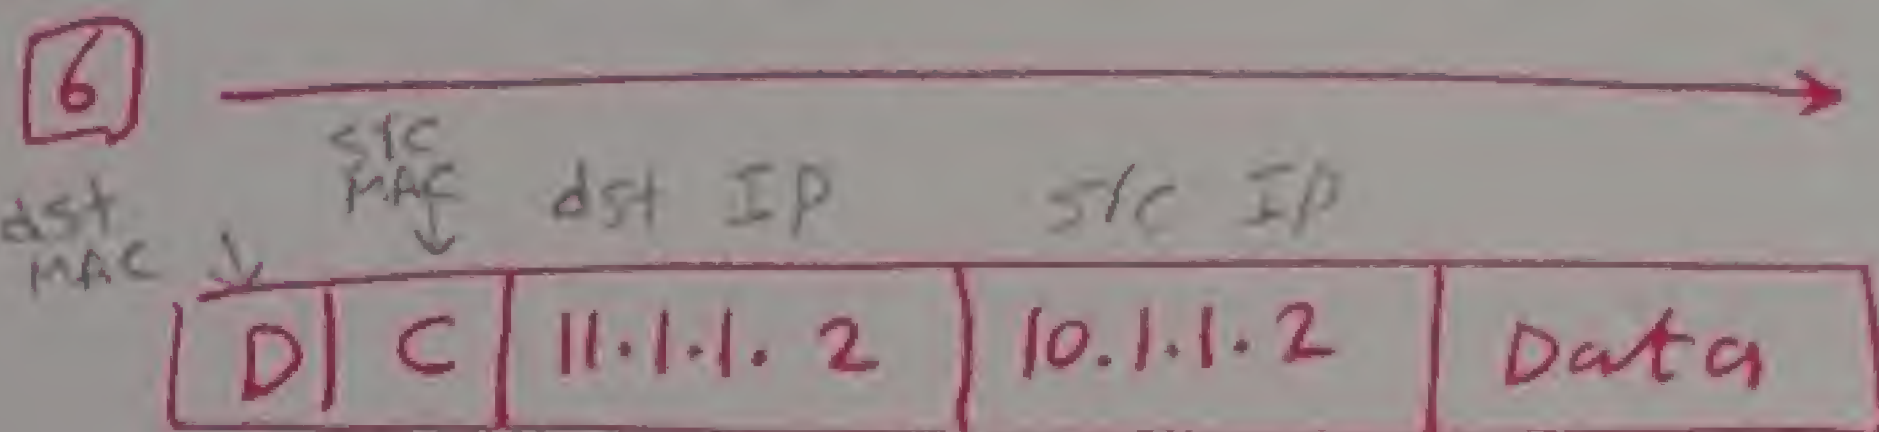 6
src
MAC dst IP src IP
dst
MAC
D C 11.1.1.2 10.1.1.2 Data